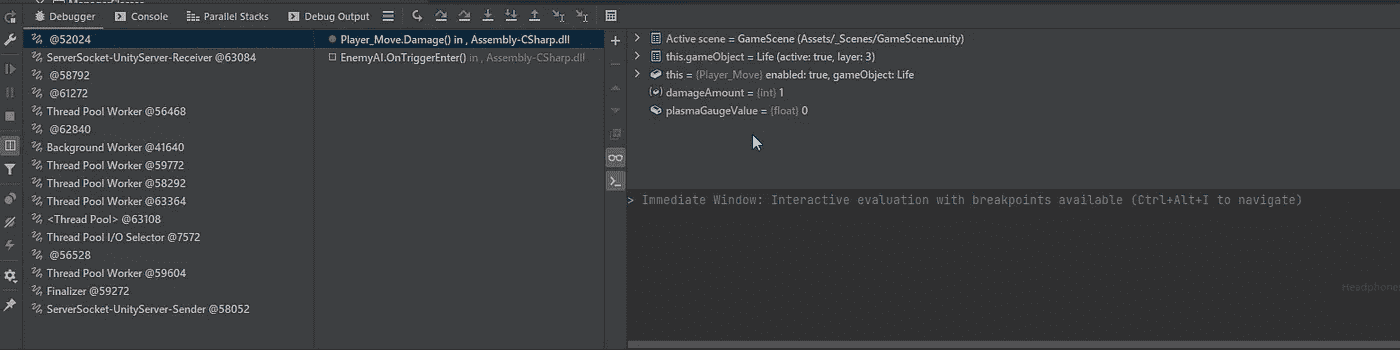 Debugger Console Parallel Stacks Debug Output
@52024
ServerSocket-UnityServer-Receiver @63084
@58792
@61272
Thread Pool Worker @56468
@62840
Background Worker @41640
Thread Pool Worker @59772
Thread Pool Worker @58292
Thread Pool Worker @63364
<Thread Pool> @63108
Thread Pool I/O Selector @7572
@56528
Thread Pool Worker @59604
Finalizer @59272
ServerSocket-UnityServer-Sender @58052
Player_Move.Damage() in , Assembly-CSharp.dll
EnemyAI.OnTriggerEnter() in , Assembly-CSharp.dll
Active scene = GameScene (Assets/_Scenes/GameScene.unity)
this.gameObject = Life (active: true, layer: 3)
this = {Player_Move} enabled: true, gameObject: Life
damageAmount = {int} 1
plasmaGaugeValue = {float} 0
> Immediate Window: Interactive evaluation with breakpoints available (Ctrl+Alt+I to navigate)
Headphones